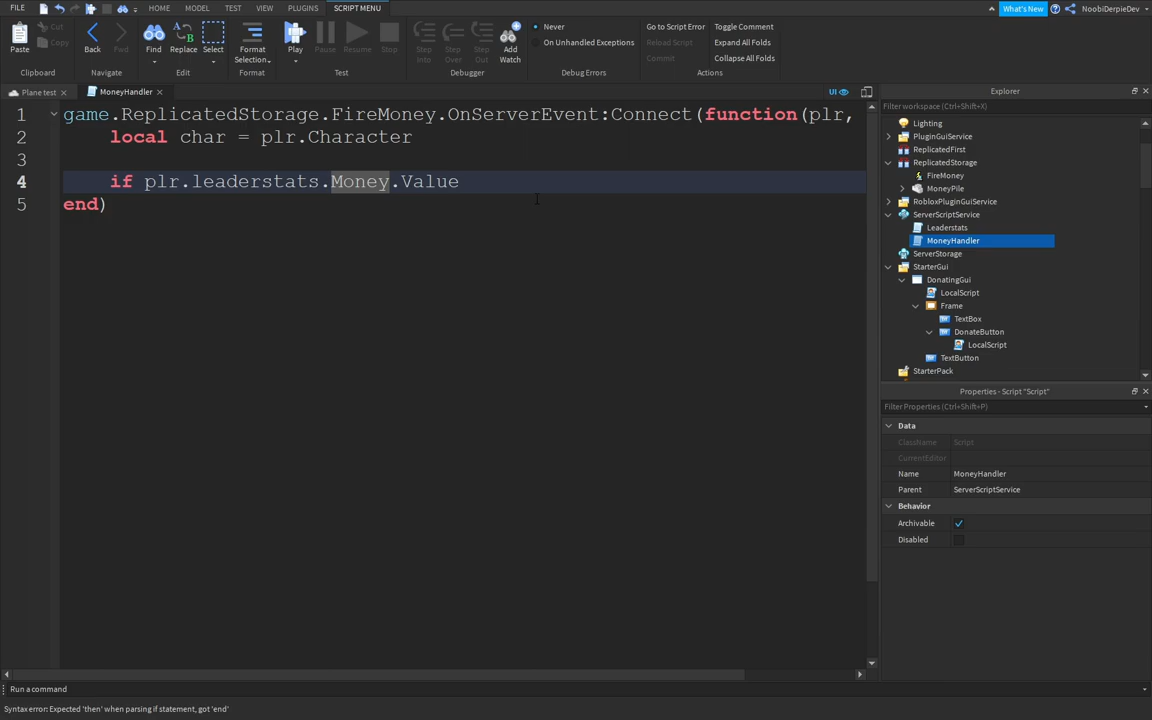 FILE HOME MODEL TEST VIEW PLUGINS SCRIPT MENU What's New NoobiDerpieDev
Paste Cut Copy
Back Fwd
Find Replace Select
Format Selection
Play Pause Resume Stop
Step Into Step Over Step Out Add Watch
Never
On Unhandled Exceptions
Go to Script Error Toggle Comment
Reload Script Expand All Folds
Commit Collapse All Folds
Clipboard Navigate Edit Format Test Debugger Debug Errors Actions
Plane test MoneyHandler UI
1 game.ReplicatedStorage.FireMoney.OnServerEvent:Connect(function(plr,
2 local char = plr.Character
3
4 if plr.leaderstats.Money.Value
5 end)
Explorer
Filter workspace (Ctrl+Shift+X)
Lighting
PluginGuiService
ReplicatedFirst
ReplicatedStorage
FireMoney
MoneyPile
RobloxPluginGuiService
ServerScriptService
Leaderstats
MoneyHandler
ServerStorage
StarterGui
DonatingGui
LocalScript
Frame
TextBox
DonateButton
LocalScript
TextButton
StarterPack
Properties - Script "Script"
Filter Properties (Ctrl+Shift+P)
Data
ClassName Script
CurrentEditor
Name MoneyHandler
Parent ServerScriptService
Behavior
Archivable
Disabled
Run a command
Syntax error: Expected 'then' when parsing if statement, got 'end'